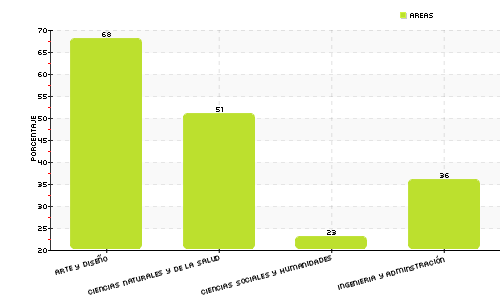 AREAS
PORCENTAJE
70
65
60
55
50
45
40
35
30
25
20
68
51
23
36
ARTE Y DISEÑO
CIENCIAS NATURALES Y DE LA SALUD
CIENCIAS SOCIALES Y HUMANIDADES
INGENIERIA Y ADMINSTRACIÓN